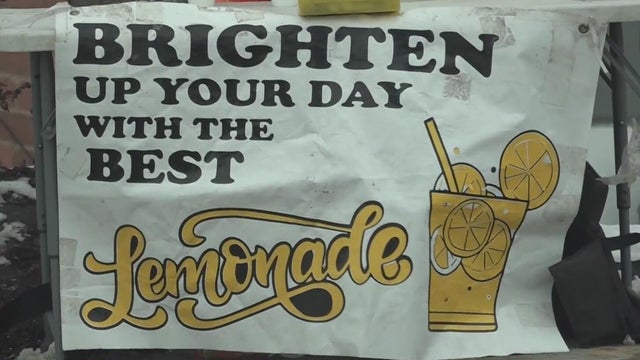 BRIGHTEN
UP YOUR DAY
WITH THE
BEST
Lemonade